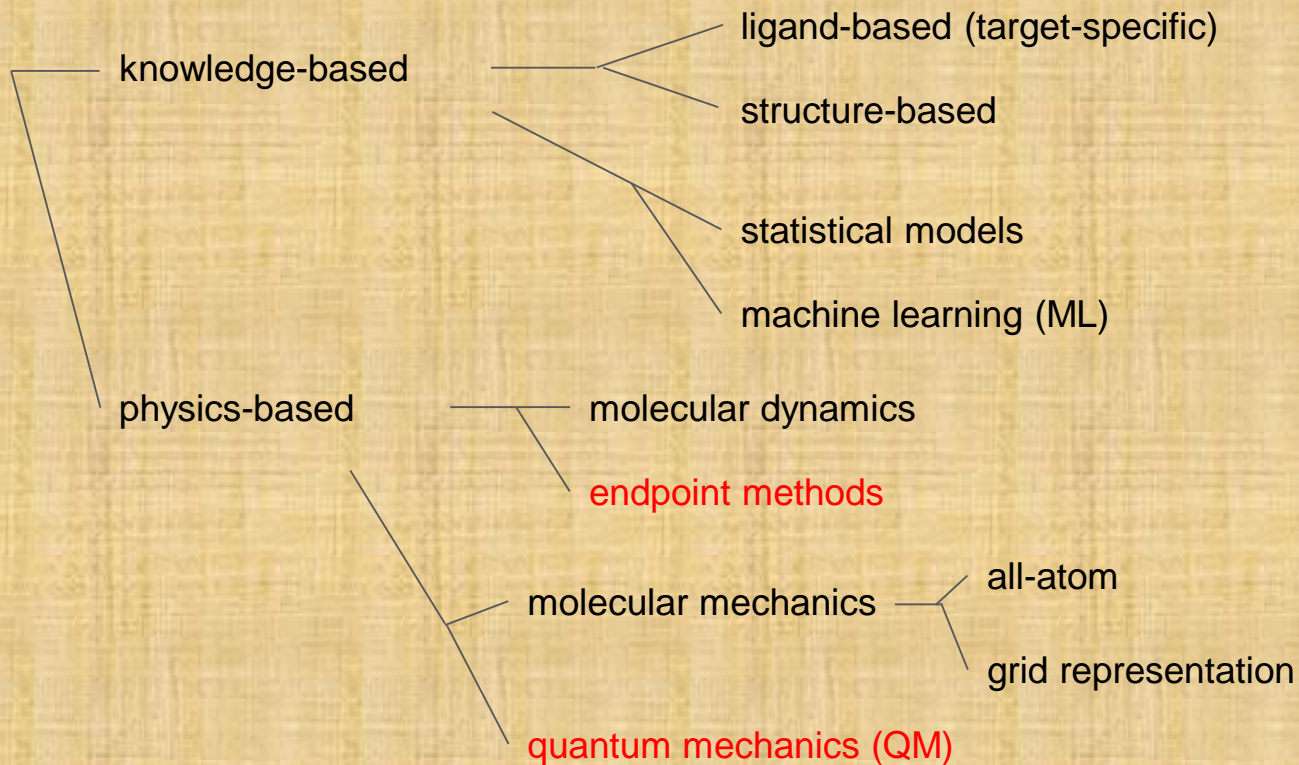 knowledge-based
ligand-based (target-specific)
structure-based
statistical models
machine learning (ML)
physics-based
molecular dynamics
endpoint methods
molecular mechanics
all-atom
grid representation
quantum mechanics (QM)